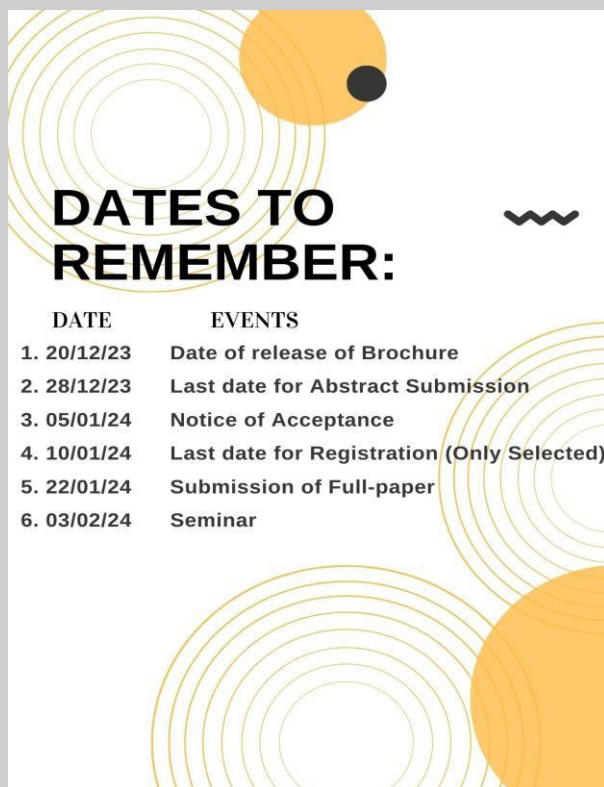 DATES TO
REMEMBER:
DATE EVENTS
1. 20/12/23 Date of release of Brochure
2. 28/12/23 Last date for Abstract Submission
3. 05/01/24 Notice of Acceptance
4. 10/01/24 Last date for Registration (Only Selected)
5. 22/01/24 Submission of Full-paper
6. 03/02/24 Seminar